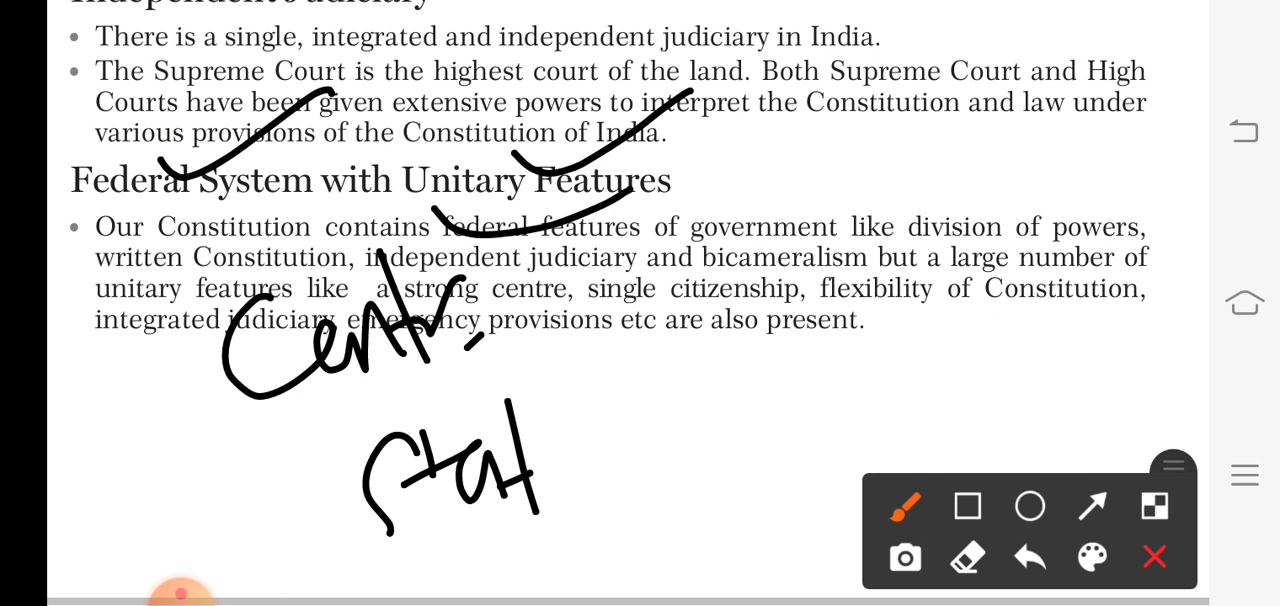 Independent Judiciary
• There is a single, integrated and independent judiciary in India.
• The Supreme Court is the highest court of the land. Both Supreme Court and High
Courts have been given extensive powers to interpret the Constitution and law under
various provisions of the Constitution of India.
Federal System with Unitary Features
• Our Constitution contains federal features of government like division of powers,
written Constitution, independent judiciary and bicameralism but a large number of
unitary features like a strong centre, single citizenship, flexibility of Constitution,
integrated judiciary, emergency provisions etc are also present.
Centr
Stat